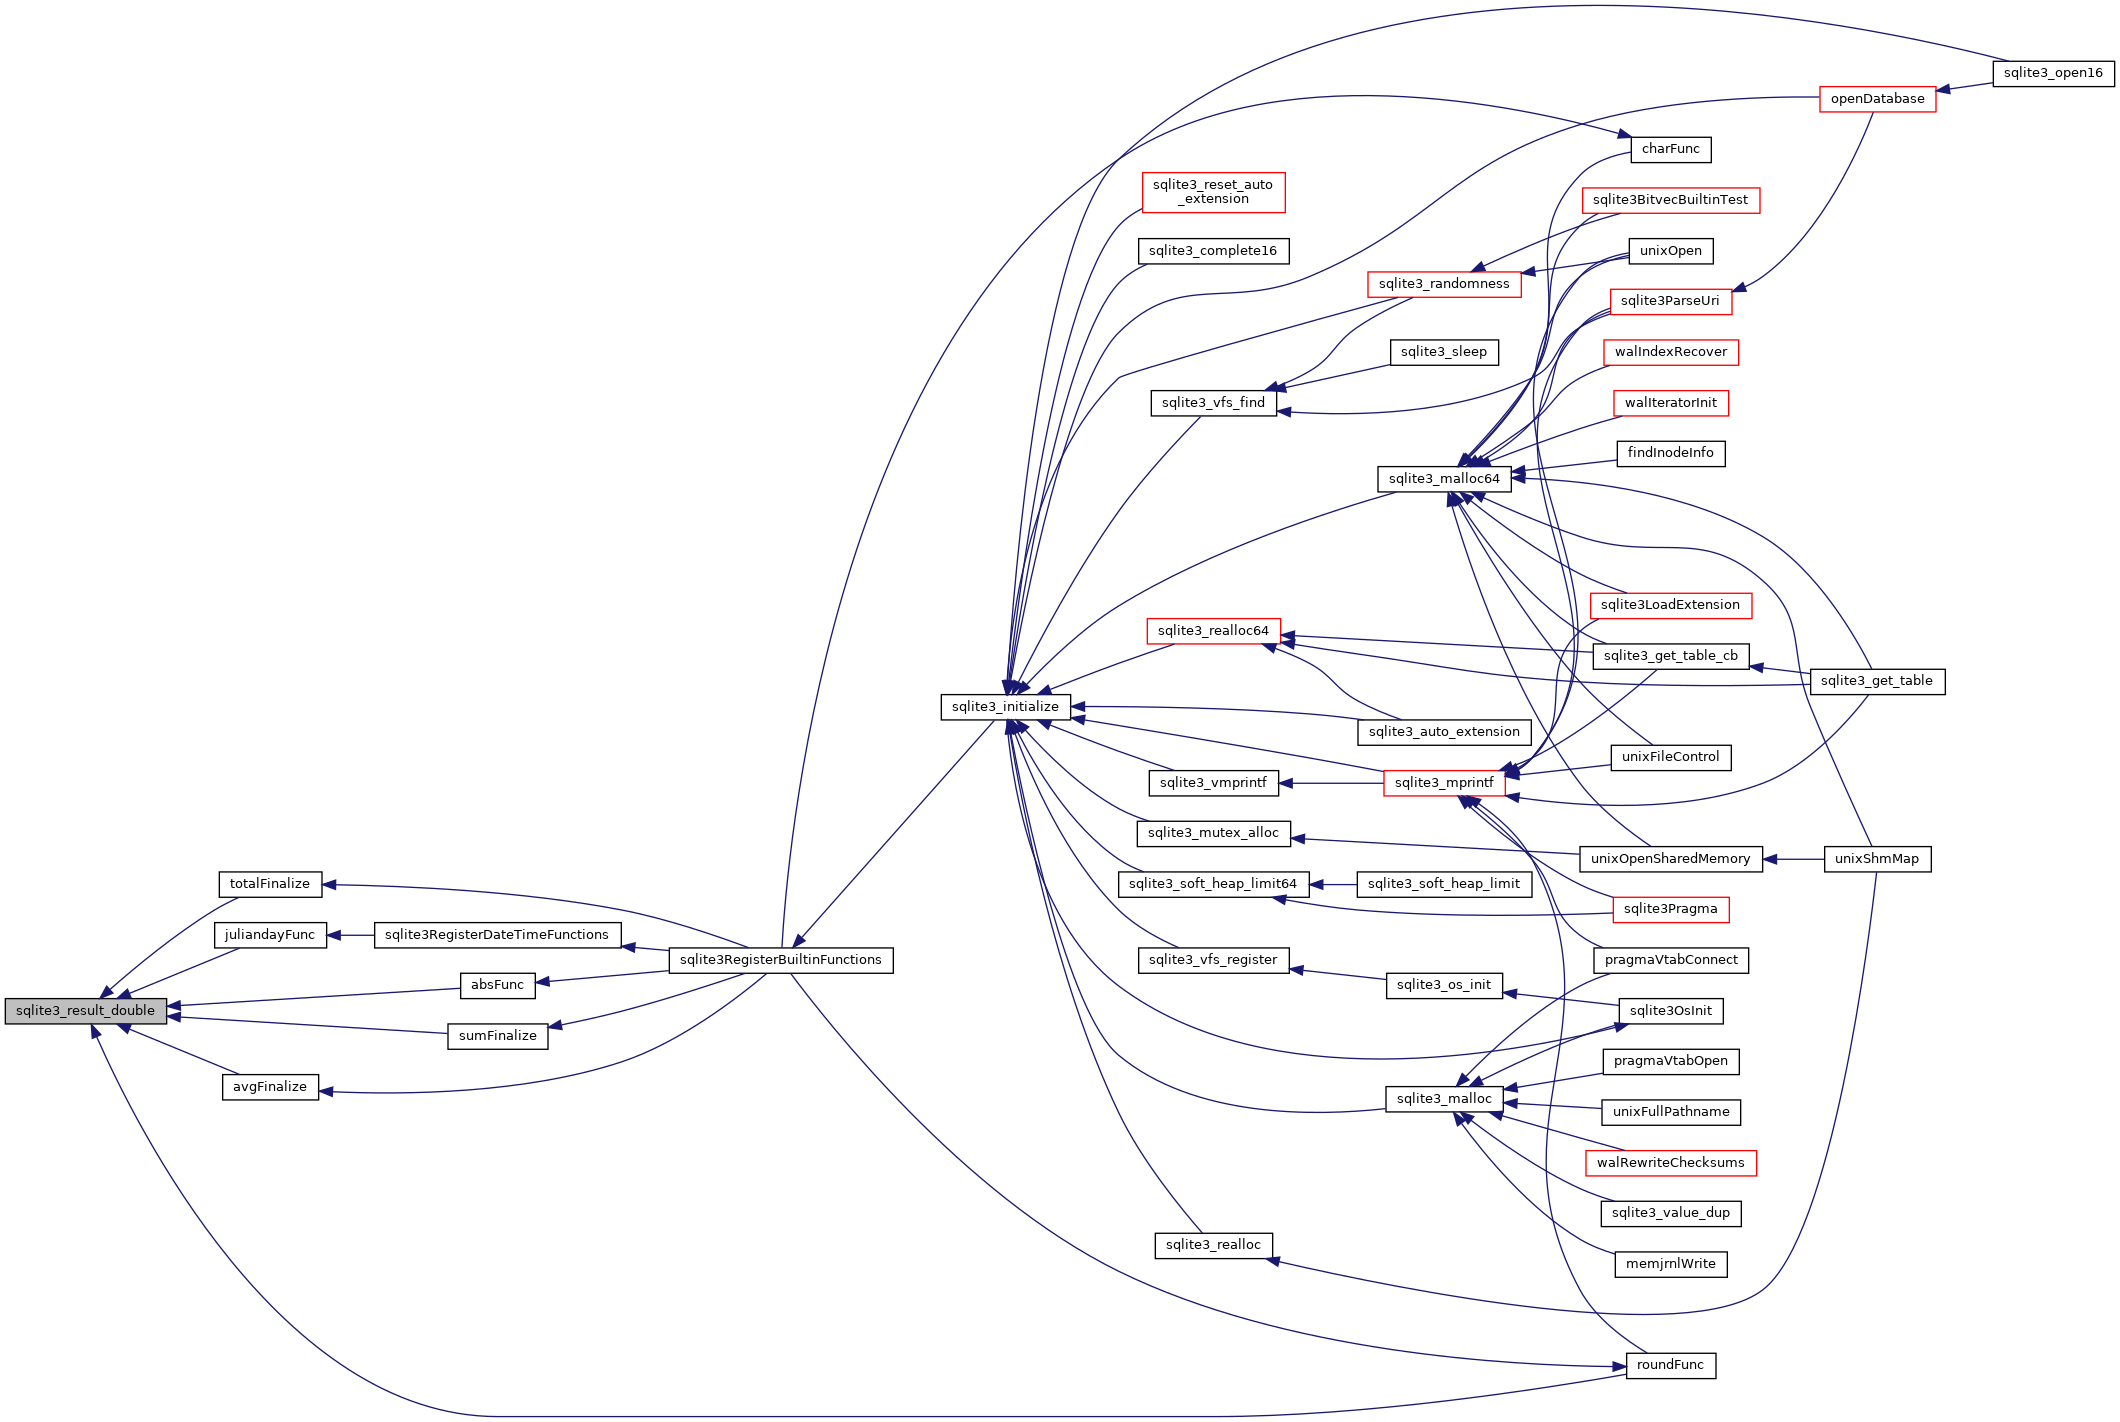 sqlite3_result_double
totalFinalize
juliandayFunc
sqlite3RegisterDateTimeFunctions
absFunc
sumFinalize
avgFinalize
sqlite3RegisterBuiltinFunctions
sqlite3_initialize
sqlite3_reset_auto
_extension
sqlite3_complete16
sqlite3_vfs_find
sqlite3_realloc64
sqlite3_vmprintf
sqlite3_mutex_alloc
sqlite3_soft_heap_limit64
sqlite3_vfs_register
sqlite3_realloc
sqlite3_randomness
sqlite3_sleep
sqlite3_malloc64
sqlite3_auto_extension
sqlite3_mprintf
sqlite3_soft_heap_limit
sqlite3_os_init
sqlite3_malloc
charFunc
sqlite3BitvecBuiltinTest
unixOpen
sqlite3ParseUri
walIndexRecover
walIteratorInit
findInodeInfo
sqlite3LoadExtension
sqlite3_get_table_cb
unixFileControl
unixOpenSharedMemory
sqlite3Pragma
pragmaVtabConnect
sqlite3OsInit
pragmaVtabOpen
unixFullPathname
walRewriteChecksums
sqlite3_value_dup
memjrnlWrite
roundFunc
openDatabase
sqlite3_get_table
unixShmMap
sqlite3_open16